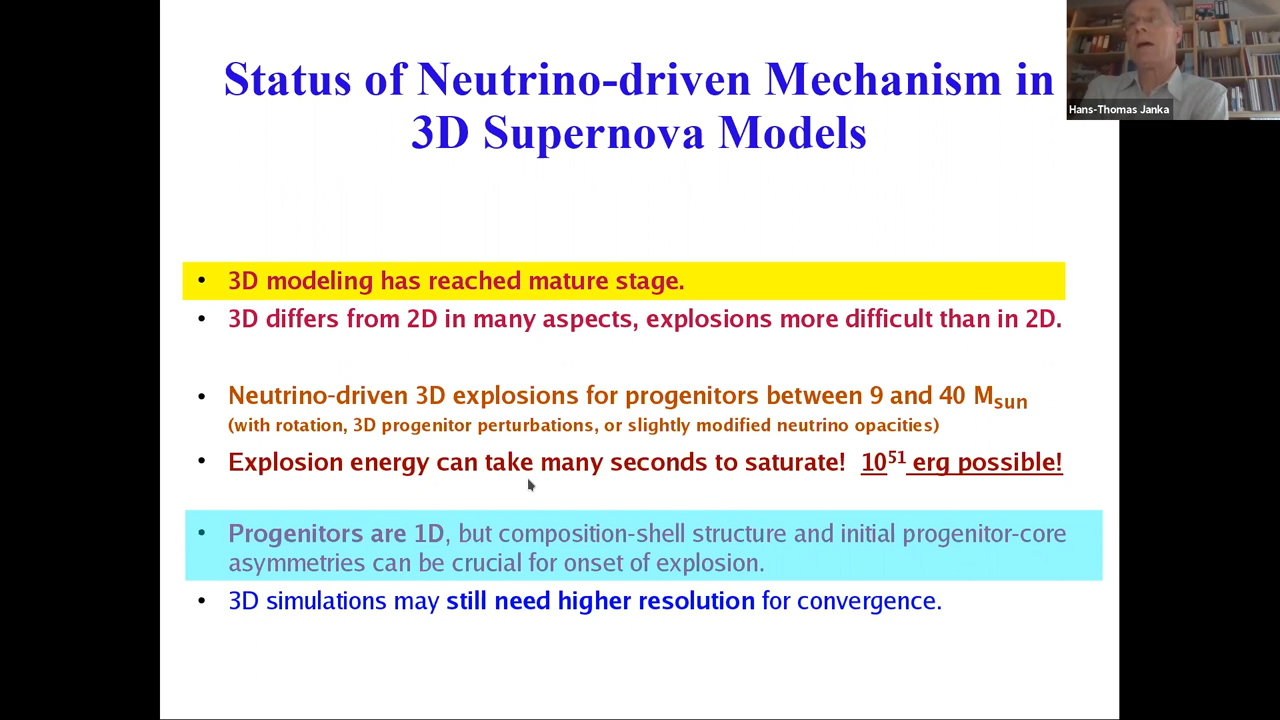 Status of Neutrino-driven Mechanism in
3D Supernova Models
Hans-Thomas Janka
• 3D modeling has reached mature stage.
• 3D differs from 2D in many aspects, explosions more difficult than in 2D.
• Neutrino-driven 3D explosions for progenitors between 9 and 40 Msun
(with rotation, 3D progenitor perturbations, or slightly modified neutrino opacities)
• Explosion energy can take many seconds to saturate! 10⁵¹ erg possible!
• Progenitors are 1D, but composition-shell structure and initial progenitor-core
asymmetries can be crucial for onset of explosion.
• 3D simulations may still need higher resolution for convergence.